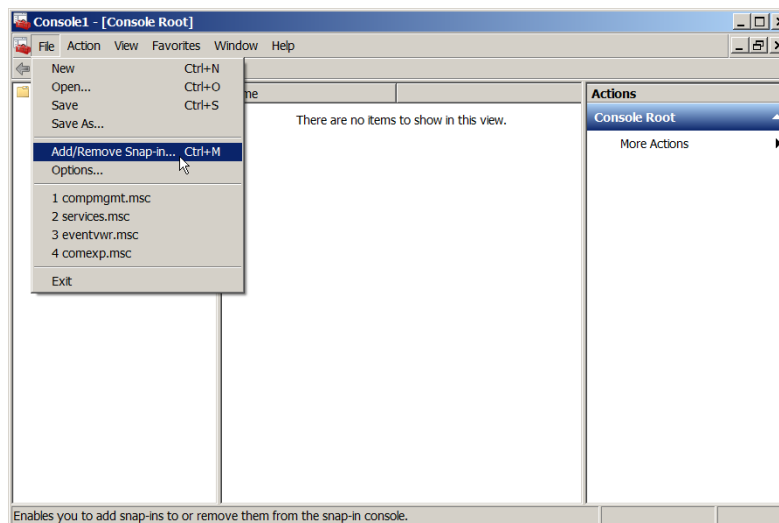 Console1 - [Console Root]
File Action View Favorites Window Help
New Ctrl+N
Open... Ctrl+O
Save Ctrl+S
Save As...
Add/Remove Snap-in... Ctrl+M
Options...
1 compmgmt.msc
2 services.msc
3 eventvwr.msc
4 comexp.msc
Exit
There are no items to show in this view.
Actions
Console Root
More Actions
Enables you to add snap-ins to or remove them from the snap-in console.